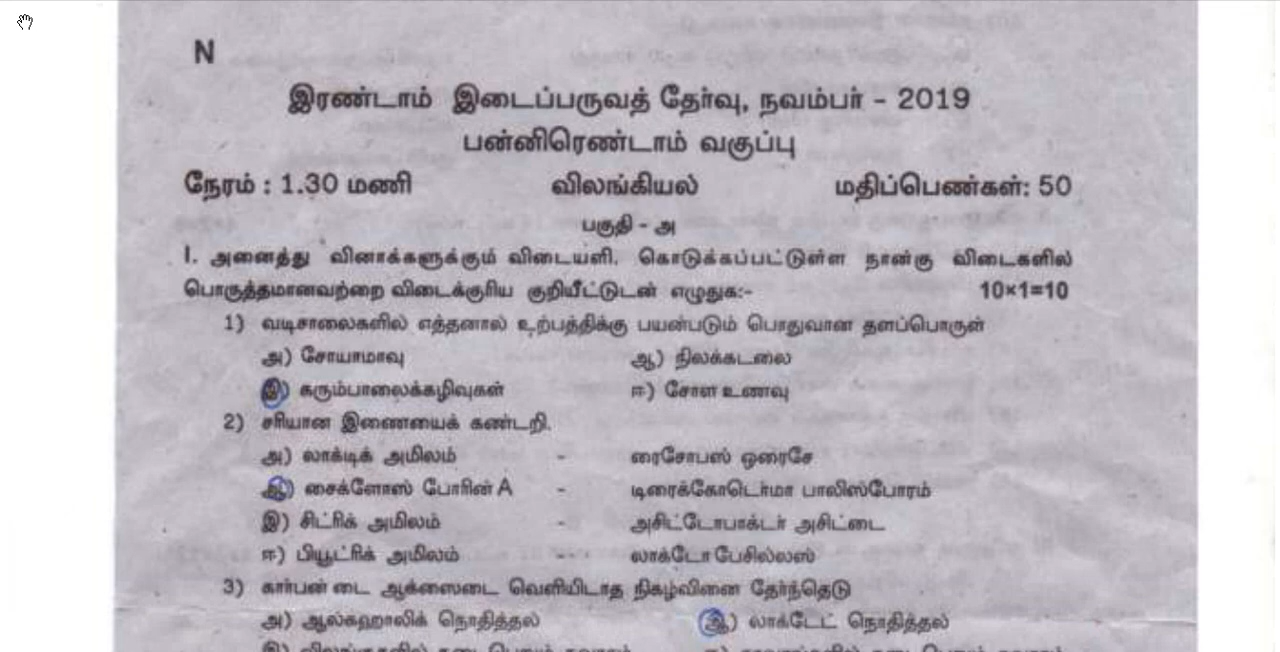 N
இரண்டாம் இடைப்பருவத் தேர்வு, நவம்பர் - 2019
பன்னிரெண்டாம் வகுப்பு
நேரம் : 1.30 மணி விலங்கியல் மதிப்பெண்கள்: 50
பகுதி - அ
I. அனைத்து வினாக்களுக்கும் விடையளி. கொடுக்கப்பட்டுள்ள நான்கு விடைகளில்
பொருத்தமானவற்றை விடைக்குரிய குறியீட்டுடன் எழுதுக:- 10×1=10
1) வடிசாலைகளில் எத்தனால் உற்பத்திக்கு பயன்படும் பொதுவான தளப்பொருள்
அ) சோயாமாவு ஆ) நிலக்கடலை
இ) கரும்பாலைக்கழிவுகள் ஈ) சோள உணவு
2) சரியான இணையைக் கண்டறி.
அ) லாக்டிக் அமிலம் - ரைசோபஸ் ஒரைசே
ஆ) சைக்ளோஸ் போரின் A - டிரைக்கோடெர்மா பாலிஸ்போரம்
இ) சிட்ரிக் அமிலம் - அசிட்டோபாக்டர் அசிட்டை
ஈ) பியூட்ரிக் அமிலம் - லாக்டோ பேசில்லஸ்
3) கார்பன் டை ஆக்ஸைடை வெளியிடாத நிகழ்வினை தேர்ந்தெடு
அ) ஆல்கஹாலிக் நொதித்தல் ஆ) லாக்டேட் நொதித்தல்